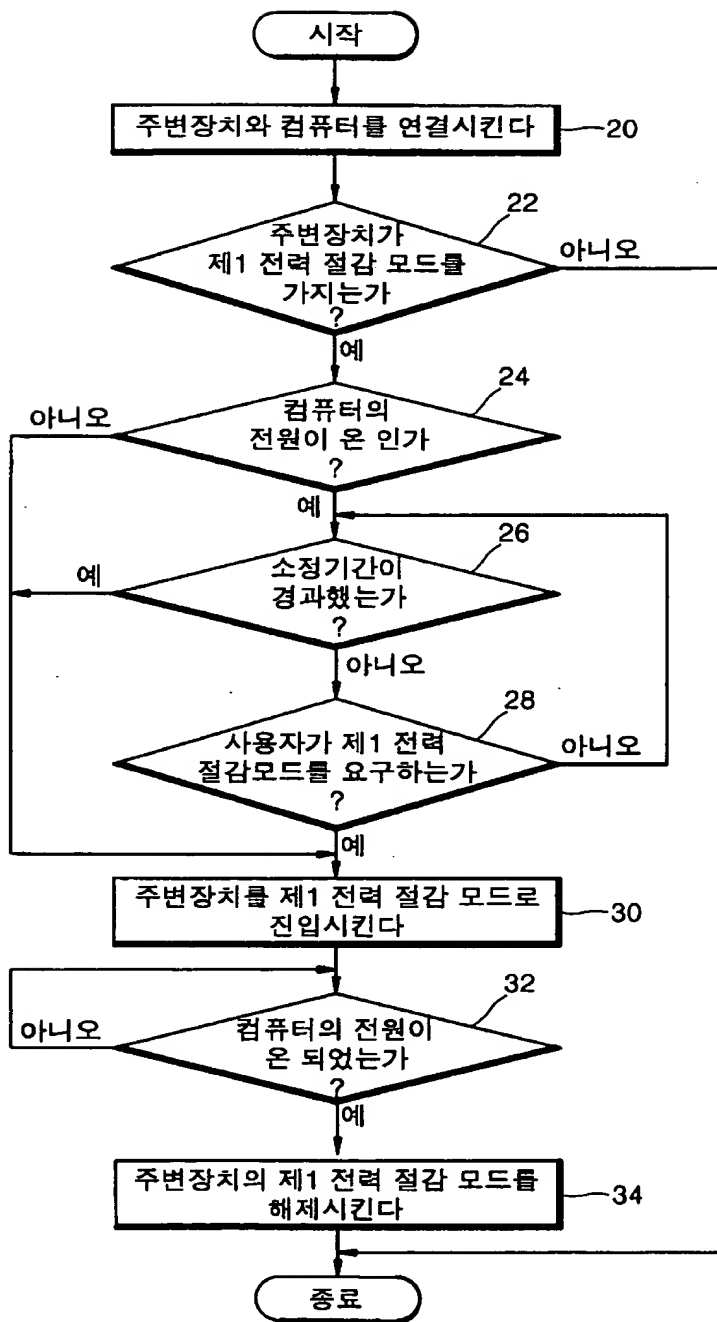 시작
주변장치와 컴퓨터를 연결시킨다
20
22
주변장치가
제1 전력 절감 모드를
가지는가
?
아니오
예
24
컴퓨터의
전원이 온 인가
?
아니오
예
26
소정기간이
경과했는가
?
예
아니오
28
사용자가 제1 전력
절감모드를 요구하는가
?
아니오
예
주변장치를 제1 전력 절감 모드로
진입시킨다
30
32
컴퓨터의 전원이
온 되었는가
?
아니오
예
주변장치의 제1 전력 절감 모드를
해제시킨다
34
종료